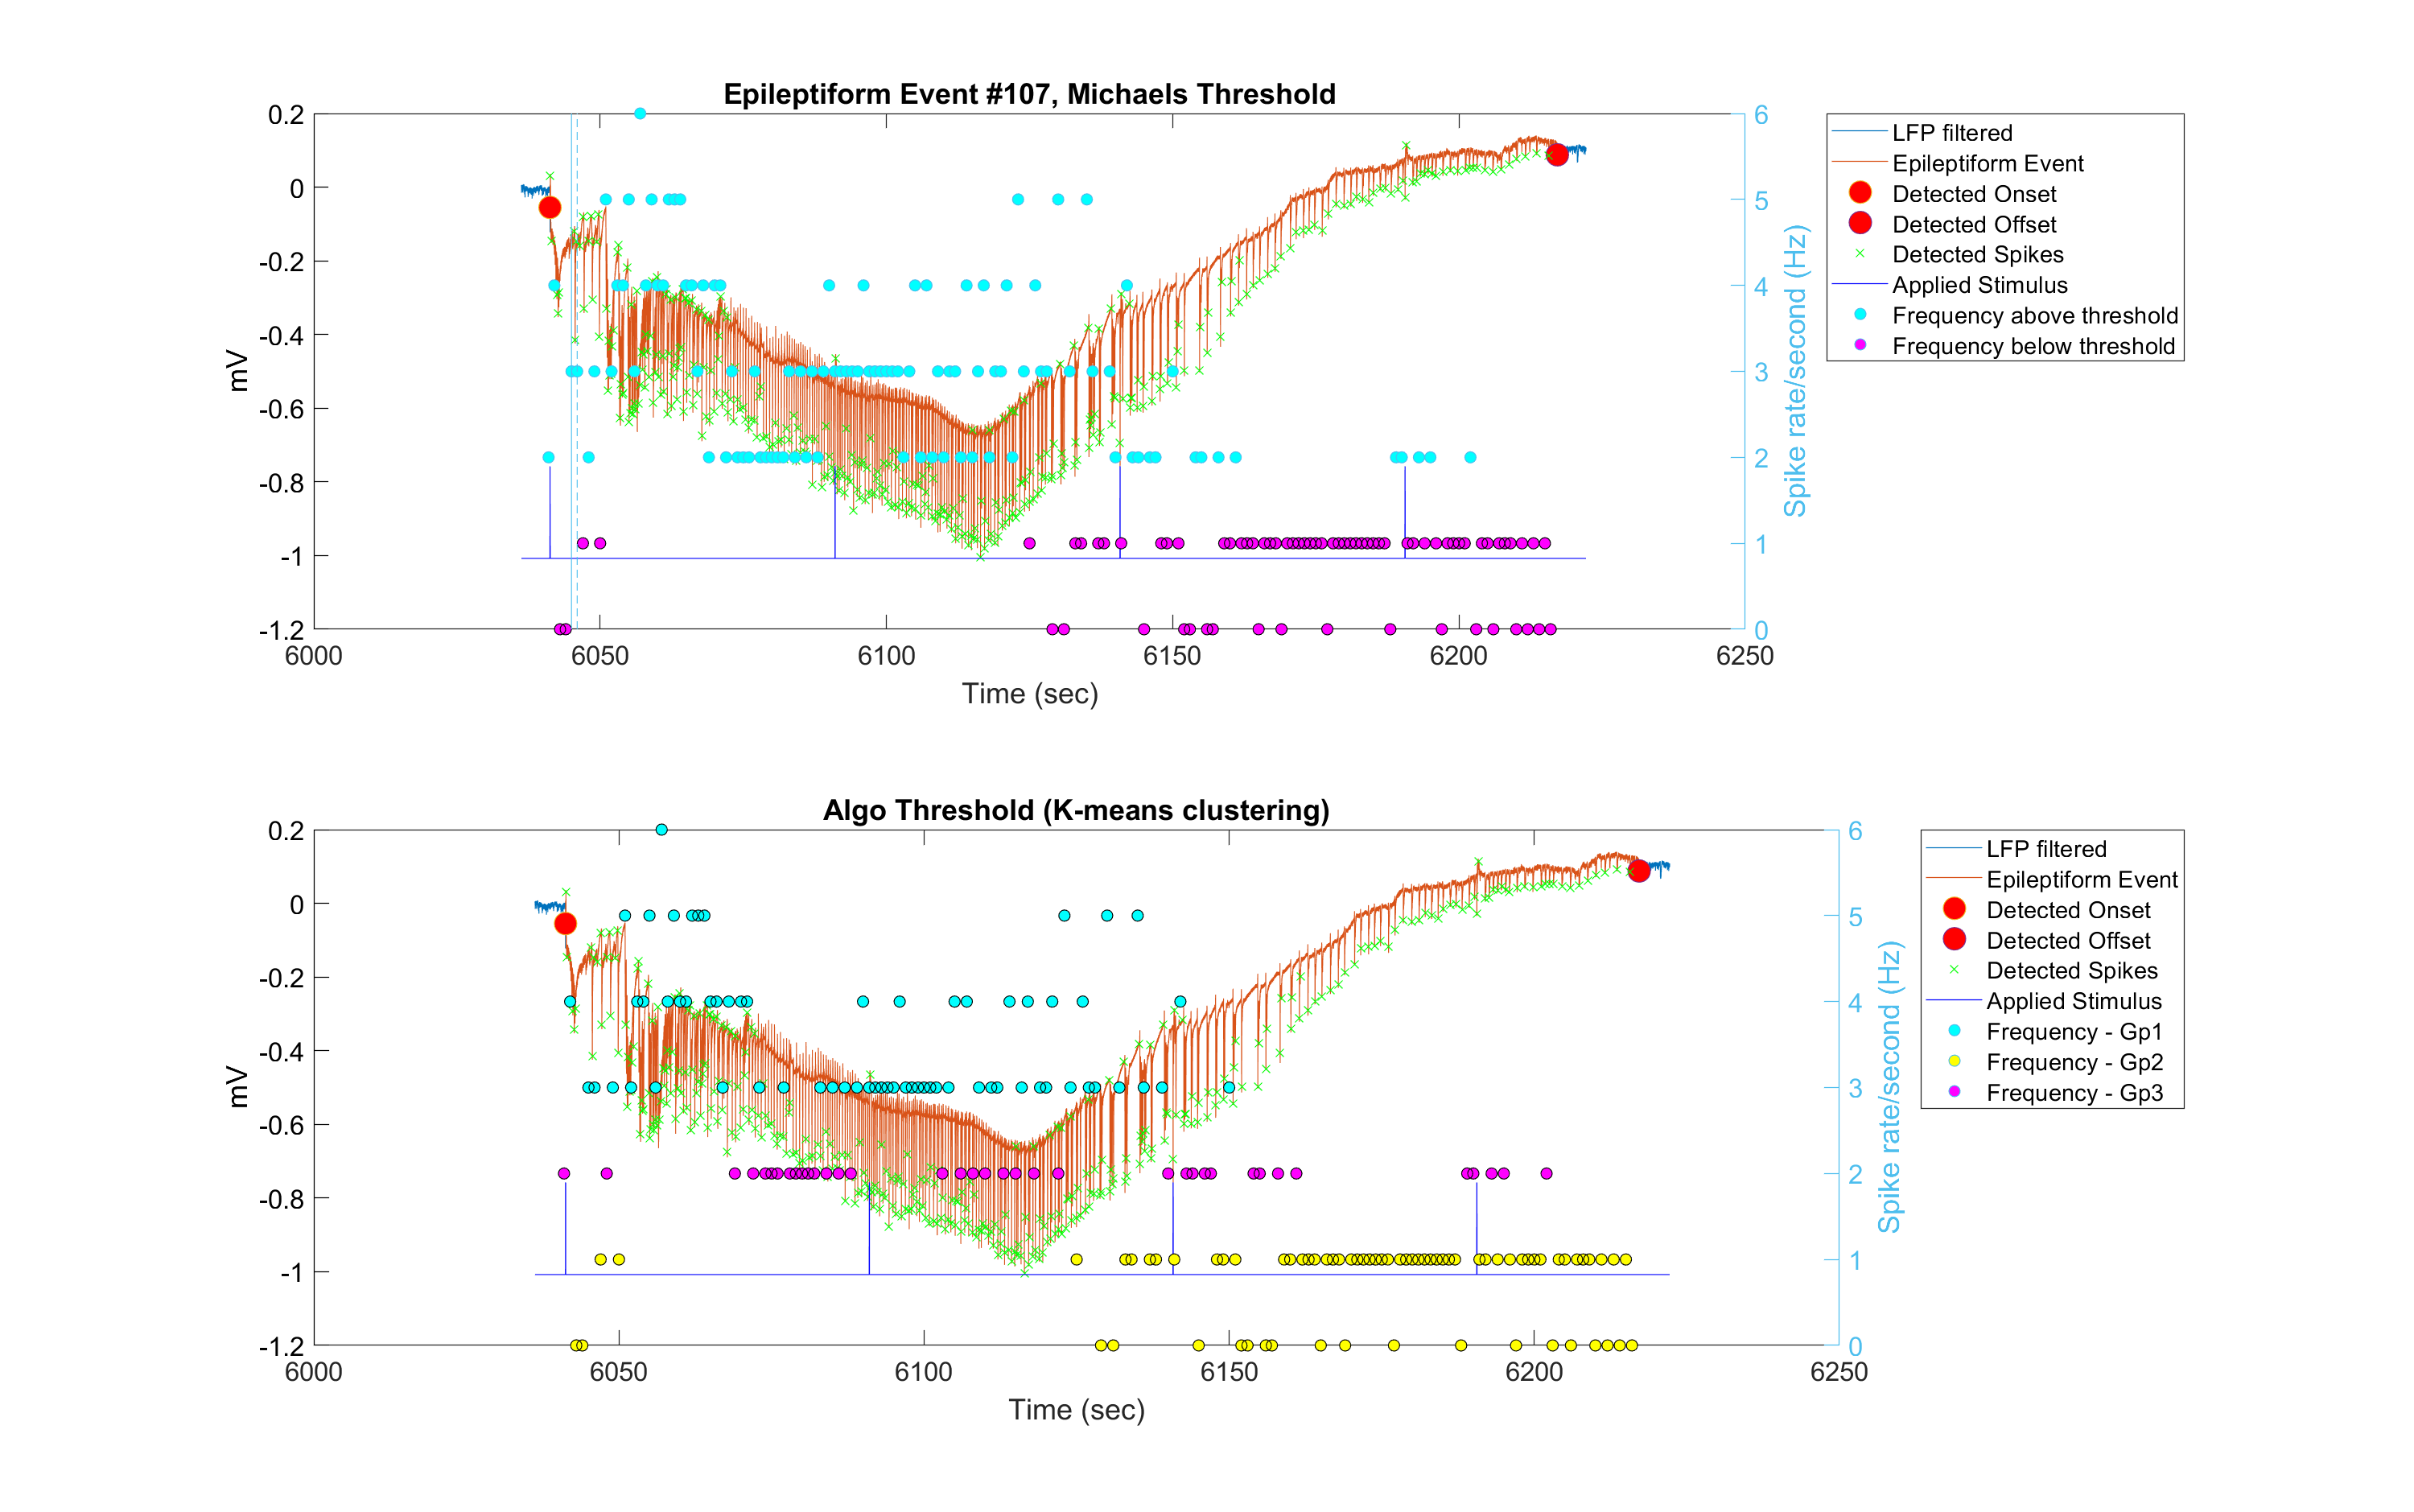 Epileptiform Event #107, Michaels Threshold
0.2
0
-0.2
-0.4
-0.6
-0.8
-1
-1.2
mV
6000
6050
6100
6150
6200
6250
Time (sec)
6
5
4
3
2
1
0
Spike rate/second (Hz)
LFP filtered
Epileptiform Event
Detected Onset
Detected Offset
Detected Spikes
Applied Stimulus
Frequency above threshold
Frequency below threshold
Algo Threshold (K-means clustering)
0.2
0
-0.2
-0.4
-0.6
-0.8
-1
-1.2
mV
6000
6050
6100
6150
6200
6250
Time (sec)
6
5
4
3
2
1
0
Spike rate/second (Hz)
LFP filtered
Epileptiform Event
Detected Onset
Detected Offset
Detected Spikes
Applied Stimulus
Frequency - Gp1
Frequency - Gp2
Frequency - Gp3